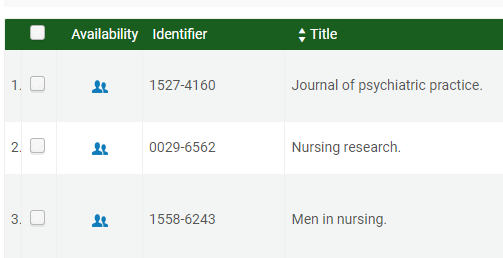 Availability Identifier Title
1. 1527-4160 Journal of psychiatric practice.
2. 0029-6562 Nursing research.
3. 1558-6243 Men in nursing.